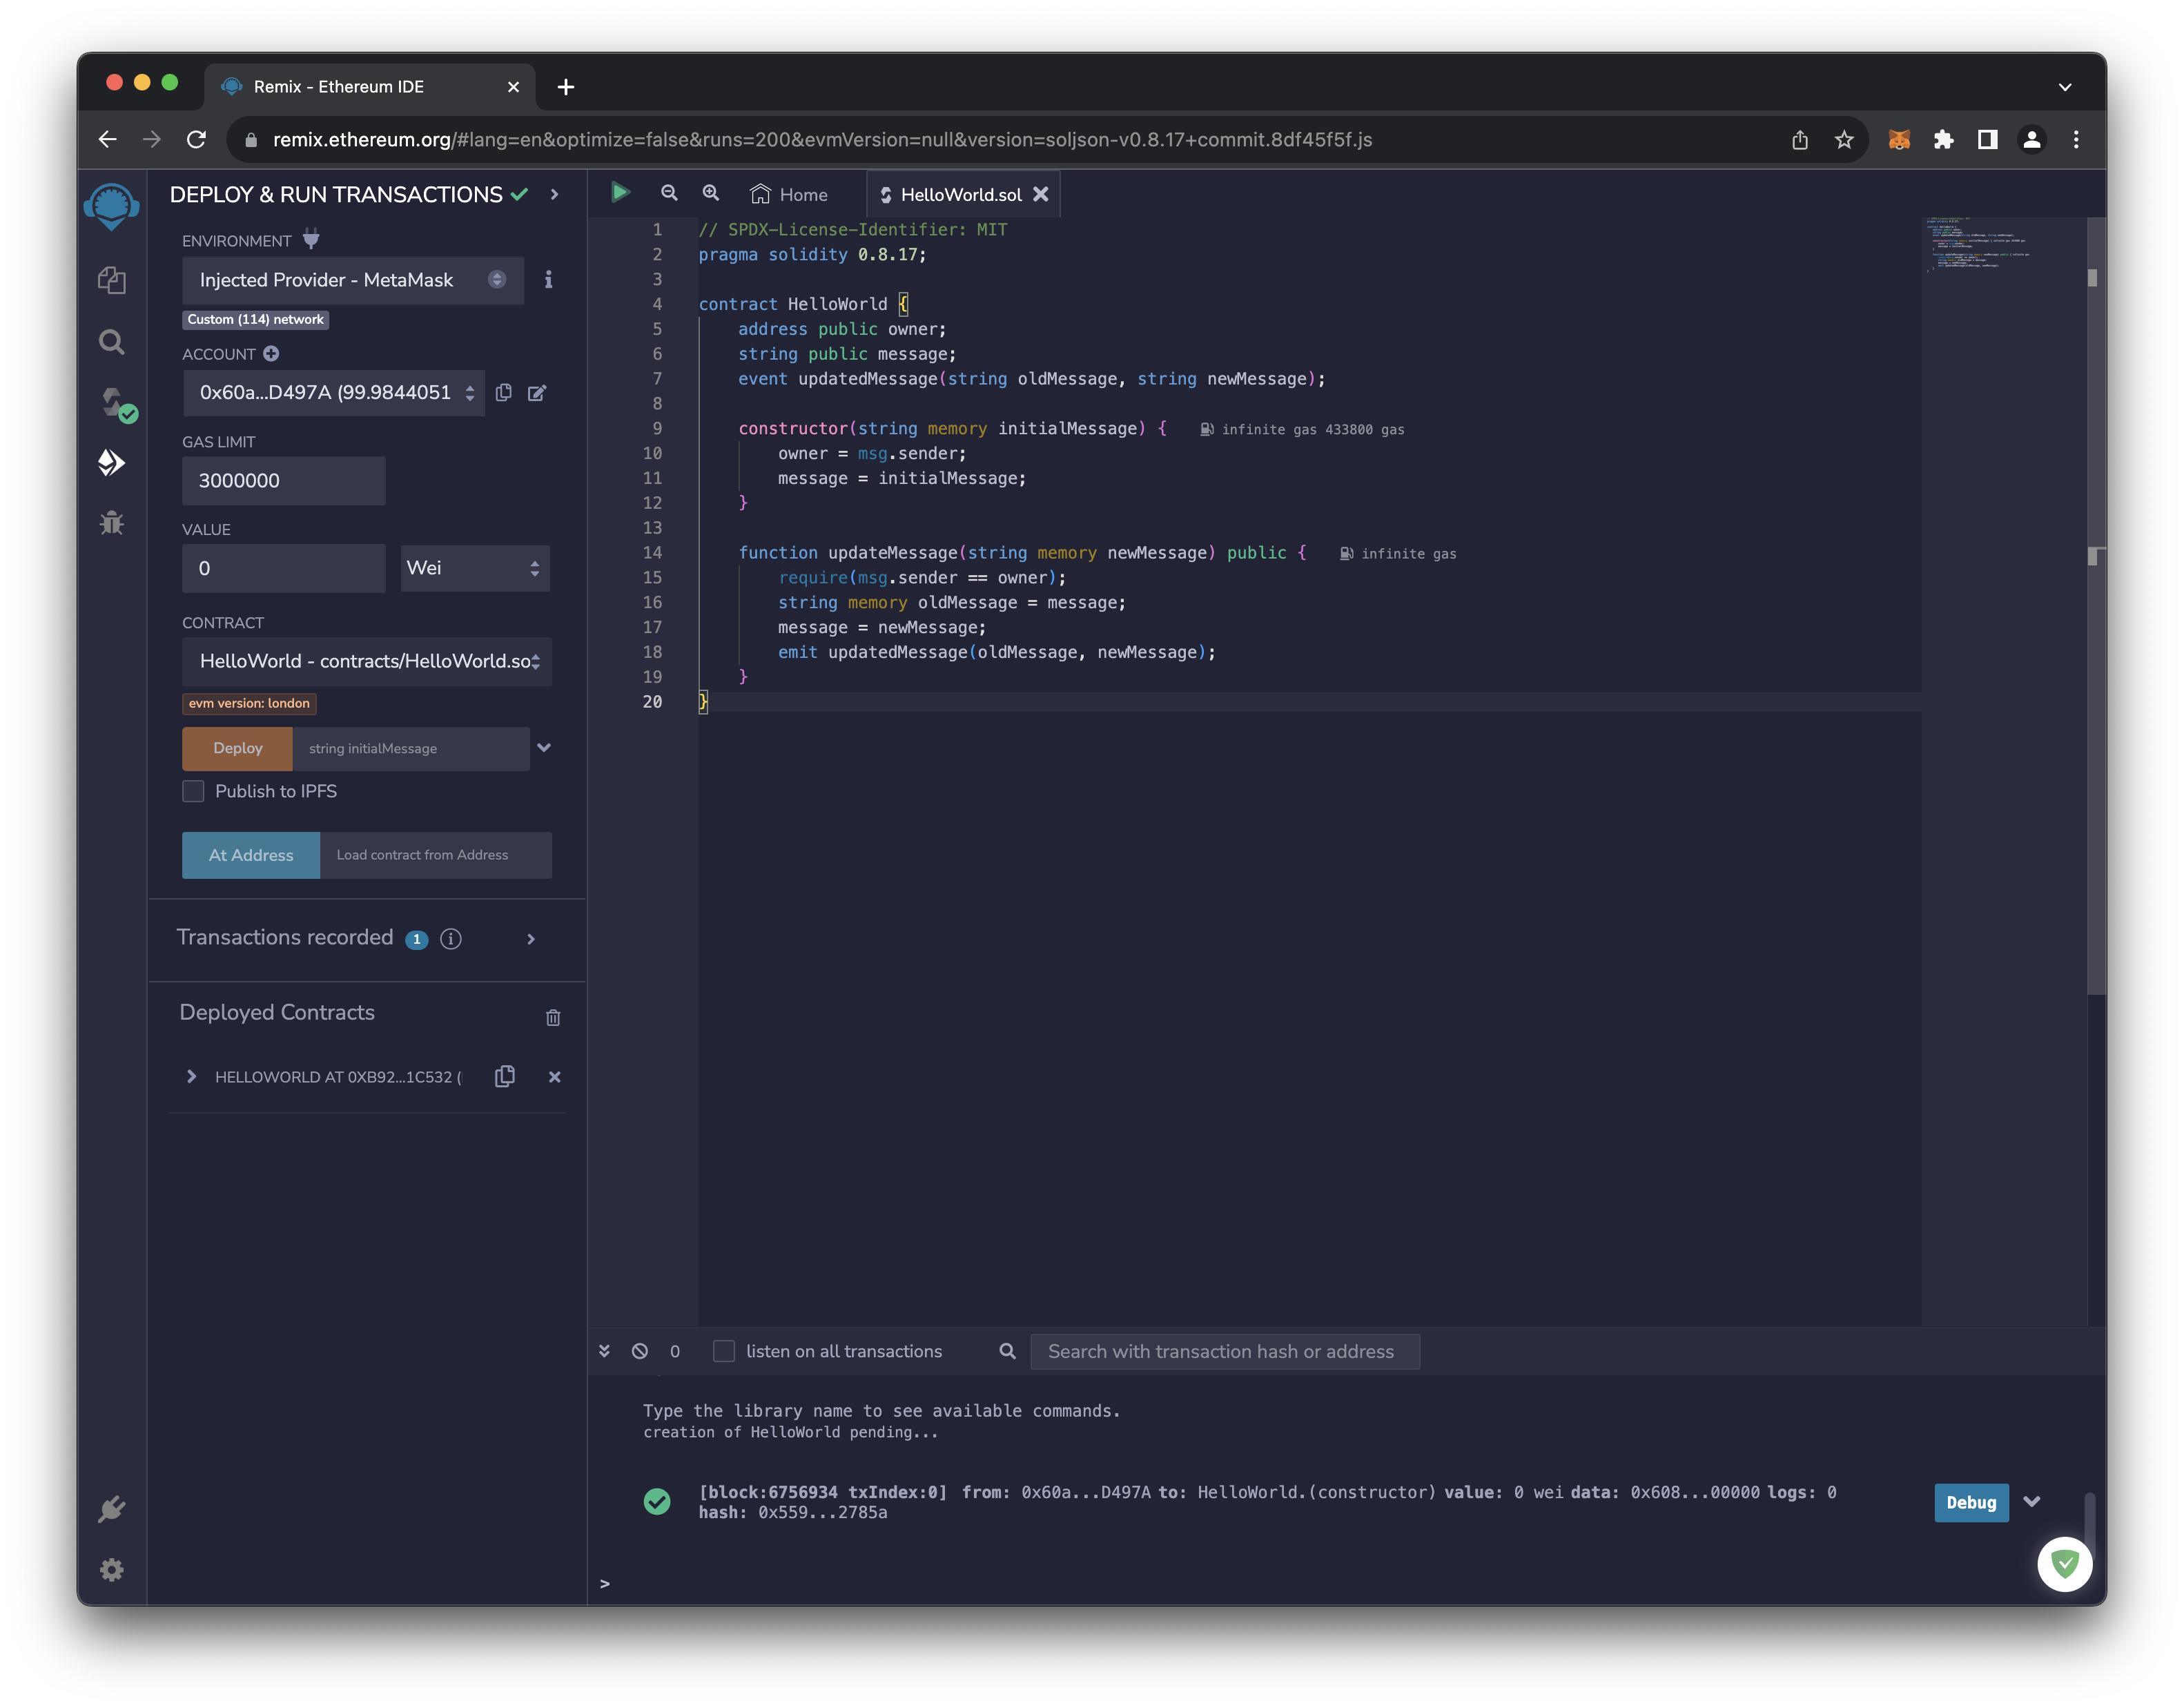 Remix - Ethereum IDE
remix.ethereum.org/#lang=en&optimize=false&runs=200&evmVersion=null&version=soljson-v0.8.17+commit.8df45f5f.js
DEPLOY & RUN TRANSACTIONS
ENVIRONMENT
Injected Provider - MetaMask
Custom (114) network
ACCOUNT
0x60a...D497A (99.9844051
GAS LIMIT
3000000
VALUE
0
Wei
CONTRACT
HelloWorld - contracts/HelloWorld.so
evm version: london
Deploy
string initialMessage
Publish to IPFS
At Address
Load contract from Address
Transactions recorded 1
Deployed Contracts
HELLOWORLD AT 0XB92...1C532 (
Home
HelloWorld.sol
1 // SPDX-License-Identifier: MIT
2 pragma solidity 0.8.17;
3
4 contract HelloWorld {
5 address public owner;
6 string public message;
7 event updatedMessage(string oldMessage, string newMessage);
8
9 constructor(string memory initialMessage) { infinite gas 433800 gas
10 owner = msg.sender;
11 message = initialMessage;
12 }
13
14 function updateMessage(string memory newMessage) public { infinite gas
15 require(msg.sender == owner);
16 string memory oldMessage = message;
17 message = newMessage;
18 emit updatedMessage(oldMessage, newMessage);
19 }
20 }
0
listen on all transactions
Search with transaction hash or address
Type the library name to see available commands.
creation of HelloWorld pending...
[block:6756934 txIndex:0] from: 0x60a...D497A to: HelloWorld.(constructor) value: 0 wei data: 0x608...00000 logs: 0
hash: 0x559...2785a
Debug
>